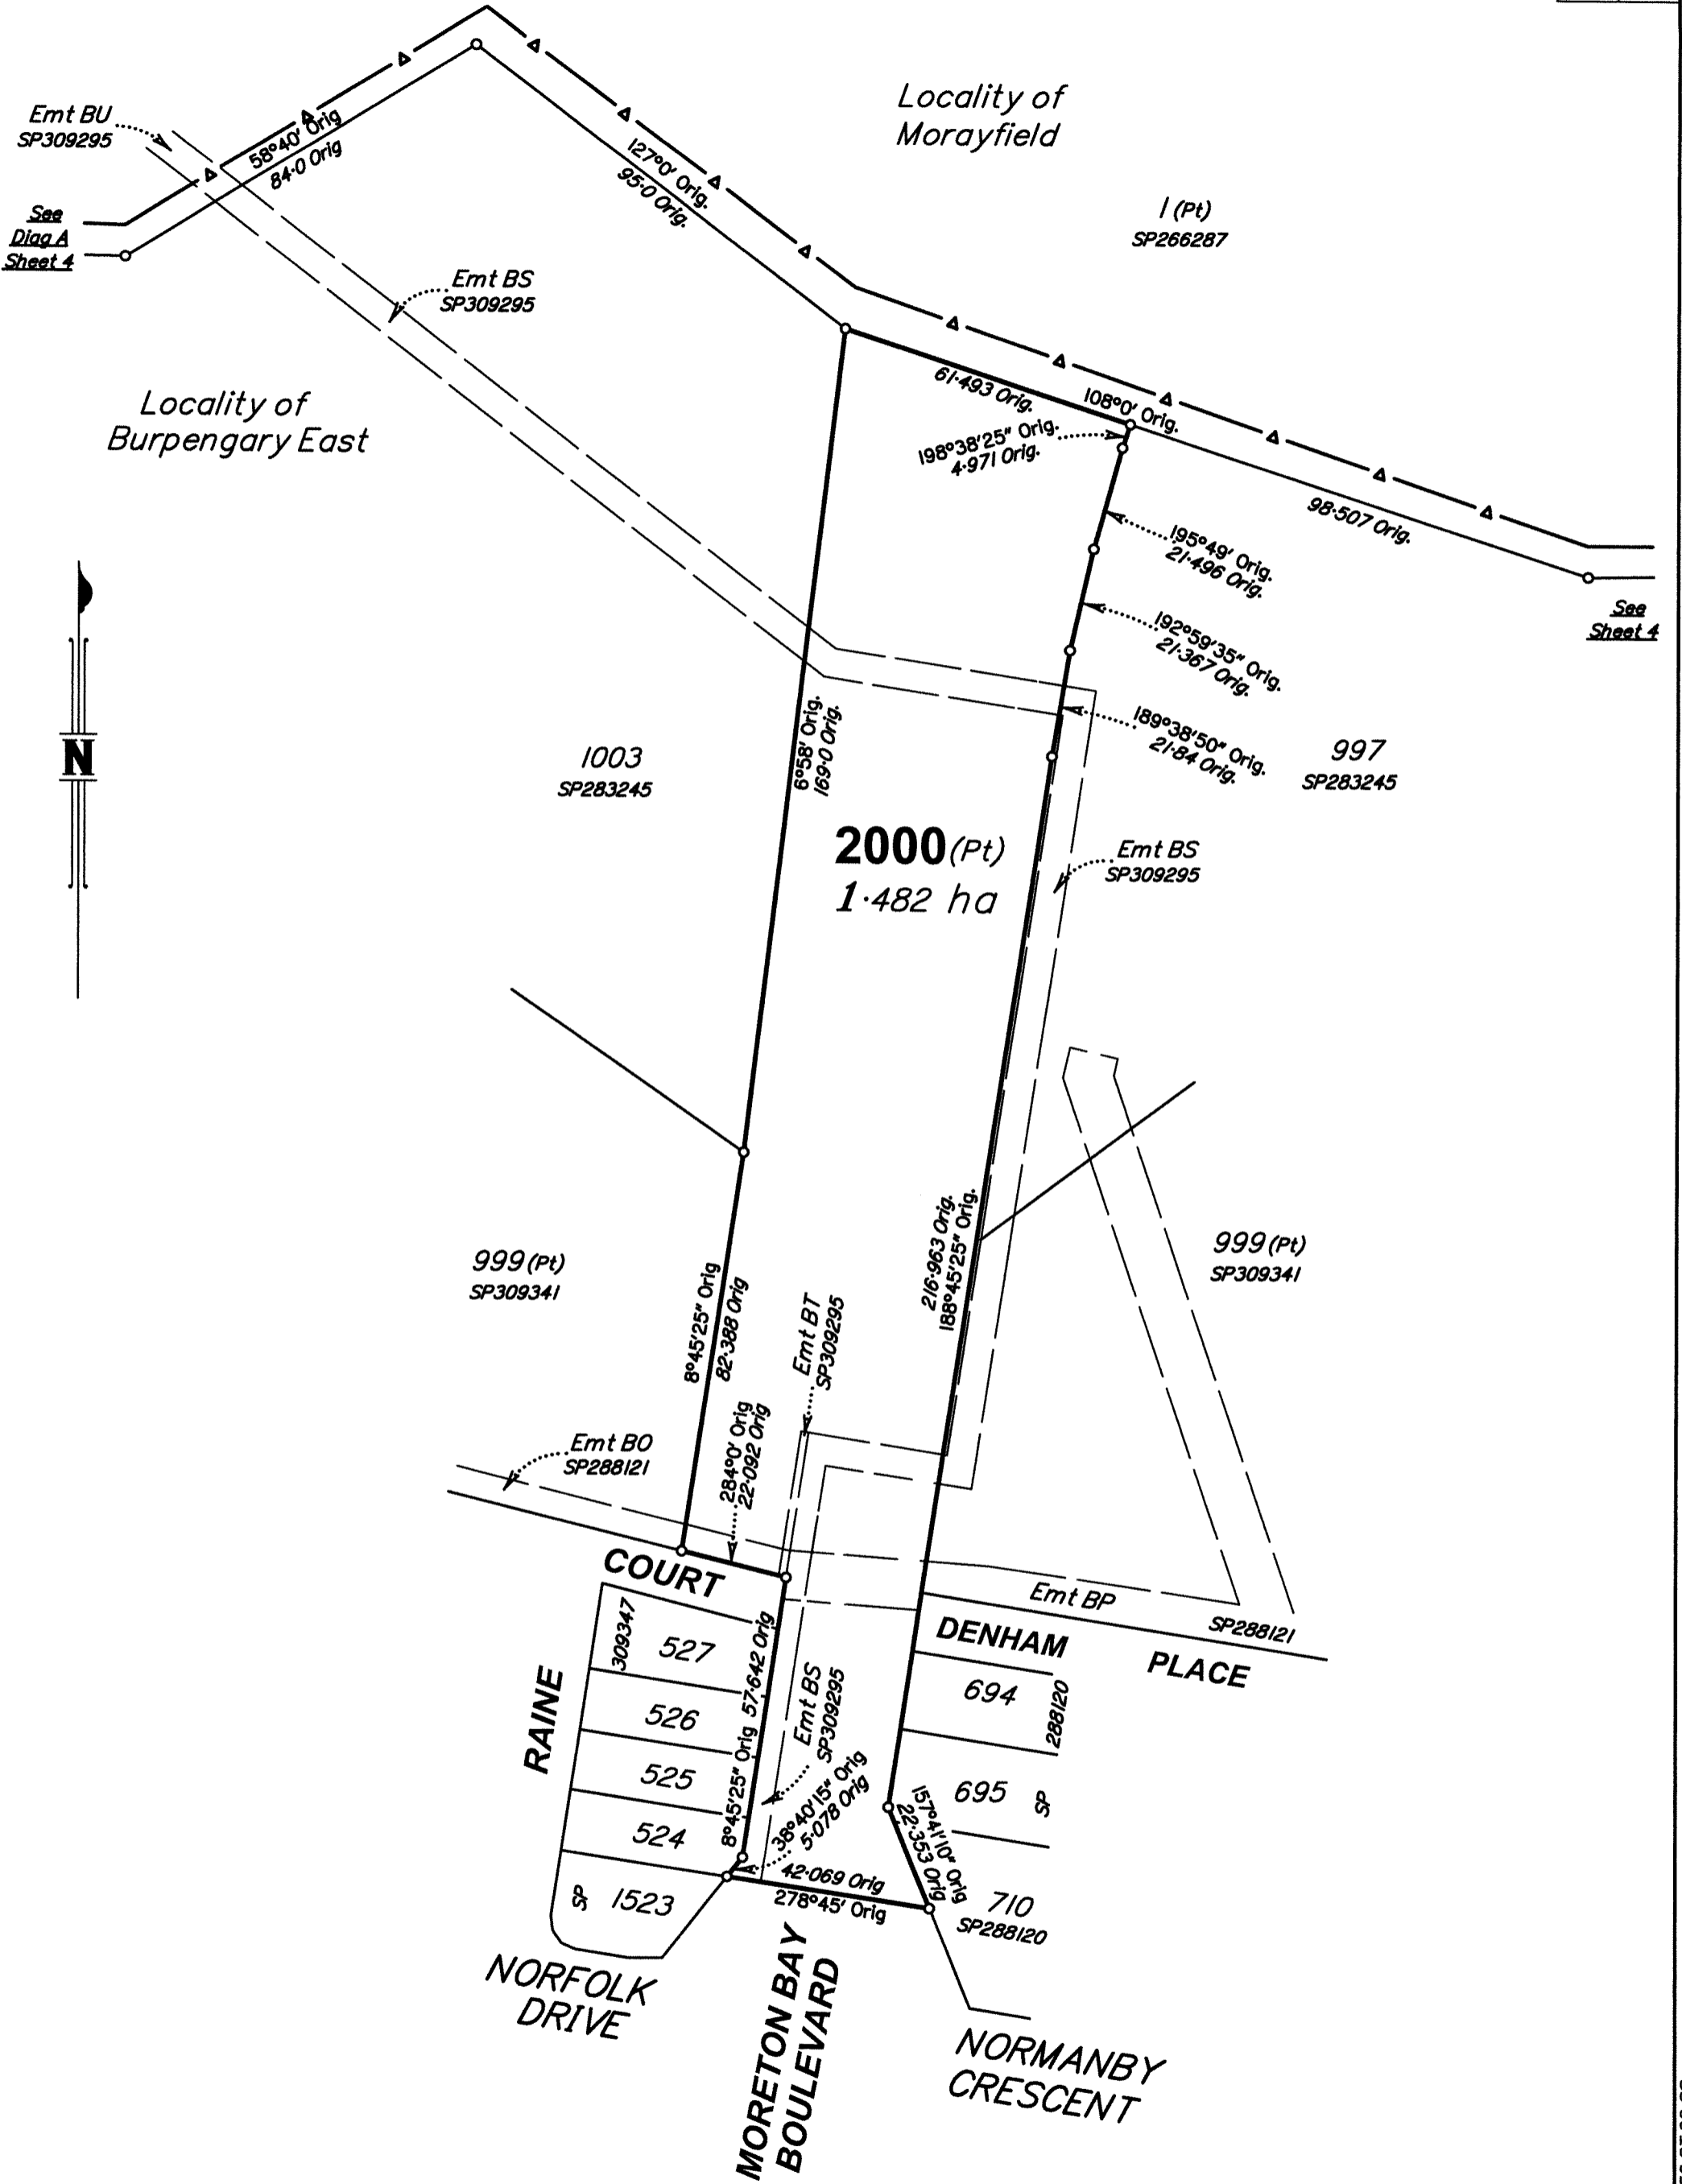 Locality of
Morayfield
1 (Pt)
SP266287
Emt BU
SP309295
58°40' Orig
84·0 Orig
127°0' Orig.
95·0 Orig.
See
Diag A
Sheet 4
Emt BS
SP309295
Locality of
Burpengary East
61·493 Orig.
108°0' Orig.
198°38'25" Orig.
4·971 Orig.
98·507 Orig.
195°49' Orig.
21·496 Orig.
See
Sheet 4
192°59'35" Orig.
21·367 Orig.
189°38'50" Orig.
21·84 Orig.
N
6°58' Orig.
169·0 Orig.
1003
SP283245
997
SP283245
2000 (Pt)
1·482 ha
Emt BS
SP309295
999 (Pt)
SP309341
216·963 Orig.
188°45'25" Orig.
999 (Pt)
SP309341
8°45'25" Orig
82·388 Orig
Emt BT
SP309295
284°0' Orig
22·092 Orig
Emt BO
SP288121
COURT
Emt BP
SP288121
DENHAM
PLACE
RAINE
309347
527
526
525
524
SP
1523
8°45'25" Orig 57·642 Orig
Emt BS
SP309295
38°40'15" Orig
5·078 Orig
694
288120
695
SP
157°41'10" Orig
22·353 Orig
42·069 Orig
278°45' Orig
710
SP288120
NORFOLK
DRIVE
MORETON BAY
BOULEVARD
NORMANBY
CRESCENT